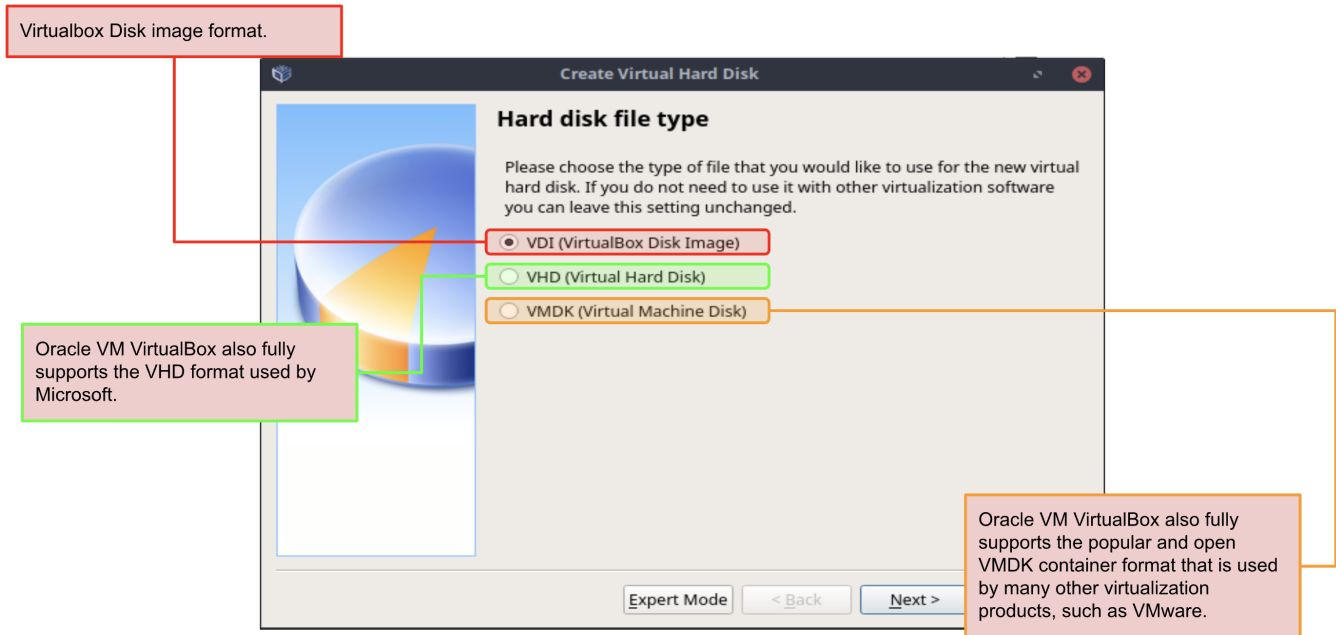 Virtualbox Disk image format.
Create Virtual Hard Disk
Hard disk file type
Please choose the type of file that you would like to use for the new virtual
hard disk. If you do not need to use it with other virtualization software
you can leave this setting unchanged.
VDI (VirtualBox Disk Image)
VHD (Virtual Hard Disk)
VMDK (Virtual Machine Disk)
Oracle VM VirtualBox also fully
supports the VHD format used by
Microsoft.
Oracle VM VirtualBox also fully
supports the popular and open
VMDK container format that is used
by many other virtualization
products, such as VMware.
Expert Mode
< Back
Next >